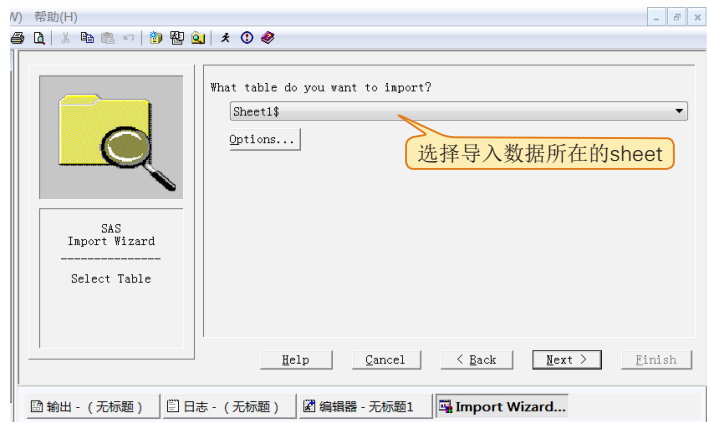 W) 帮助(H)
What table do you want to import?
Sheet1$
Options...
选择导入数据所在的sheet
SAS
Import Wizard
---------------
Select Table
Help Cancel < Back Next > Finish
输出 - (无标题) 日志 - (无标题) 编辑器 - 无标题1 Import Wizard...